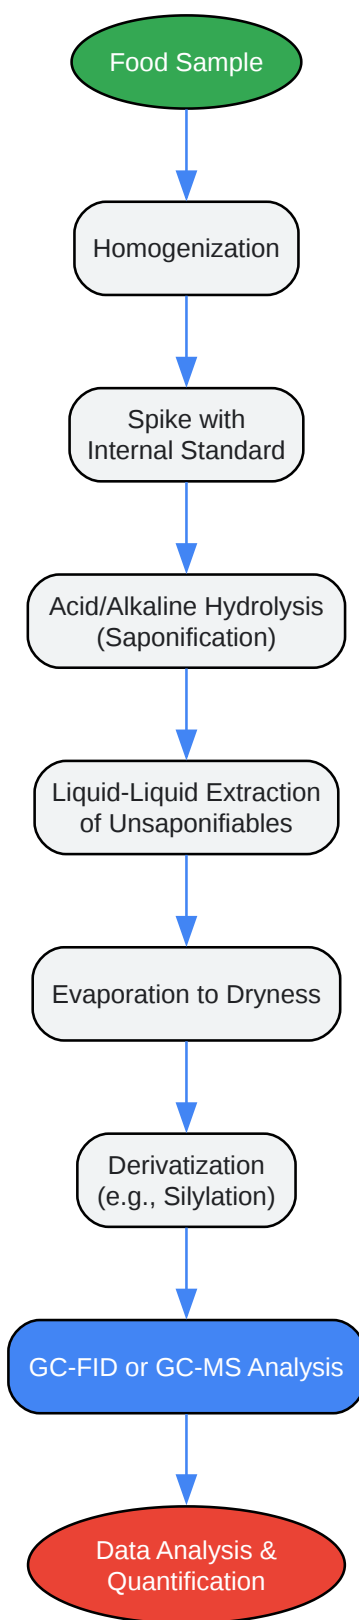 Food Sample
Homogenization
Spike with
Internal Standard
Acid/Alkaline Hydrolysis
(Saponification)
Liquid-Liquid Extraction
of Unsaponifiables
Evaporation to Dryness
Derivatization
(e.g., Silylation)
GC-FID or GC-MS Analysis
Data Analysis &
Quantification